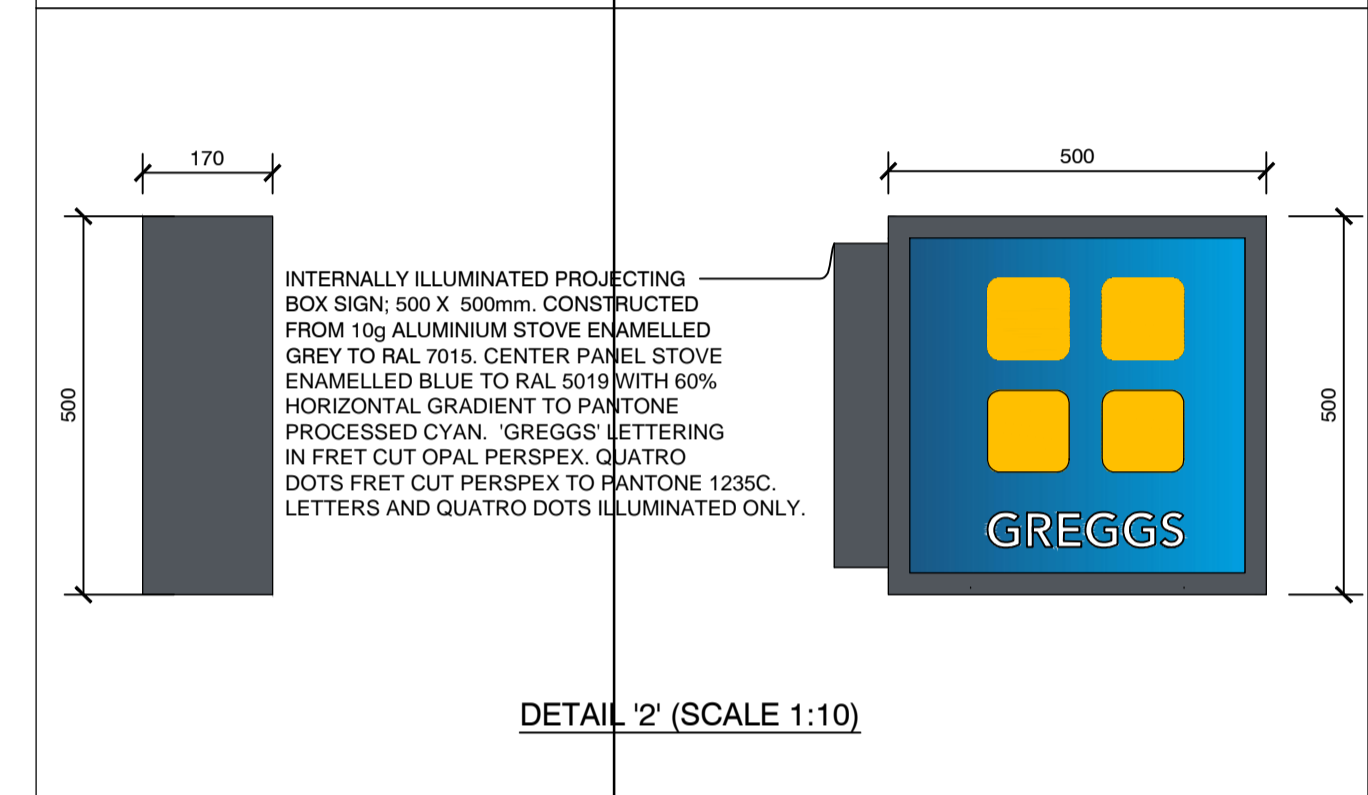 170
500
500
INTERNALLY ILLUMINATED PROJECTING
BOX SIGN; 500 X 500mm. CONSTRUCTED
FROM 10g ALUMINIUM STOVE ENAMELLED
GREY TO RAL 7015. CENTER PANEL STOVE
ENAMELLED BLUE TO RAL 5019 WITH 60%
HORIZONTAL GRADIENT TO PANTONE
PROCESSED CYAN. 'GREGGS' LETTERING
IN FRET CUT OPAL PERSPEX. QUATRO
DOTS FRET CUT PERSPEX TO PANTONE 1235C.
LETTERS AND QUATRO DOTS ILLUMINATED ONLY.
500
GREGGS
DETAIL '2' (SCALE 1:10)